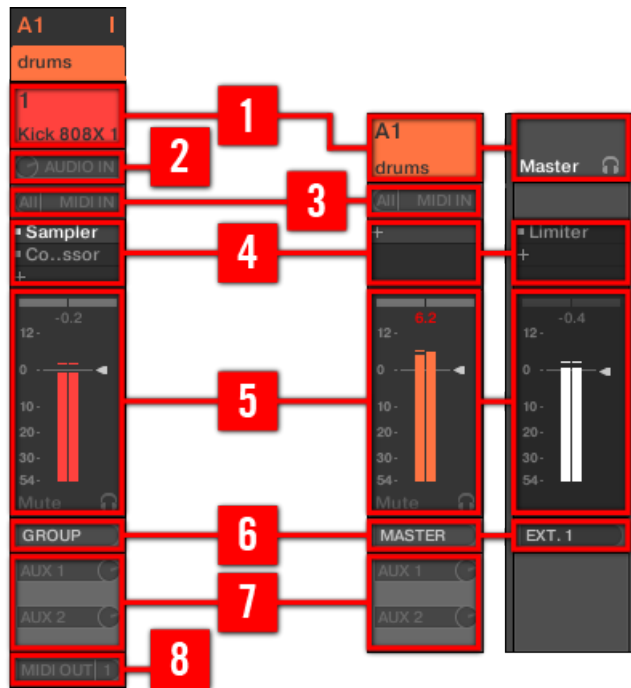 A1 I
drums
1
Kick 808X 1
AUDIO IN
All MIDI IN
Sampler
Co..ssor
+
-0.2
12-
0-
10-
20-
30-
54-
Mute
GROUP
AUX 1
AUX 2
MIDI OUT 1
1
2
3
4
5
6
7
8
A1
drums
All MIDI IN
+
6.2
12-
0-
10-
20-
30-
54-
Mute
MASTER
AUX 1
AUX 2
Master
Limiter
+
-0.4
12-
0-
10-
20-
30-
54-
EXT. 1